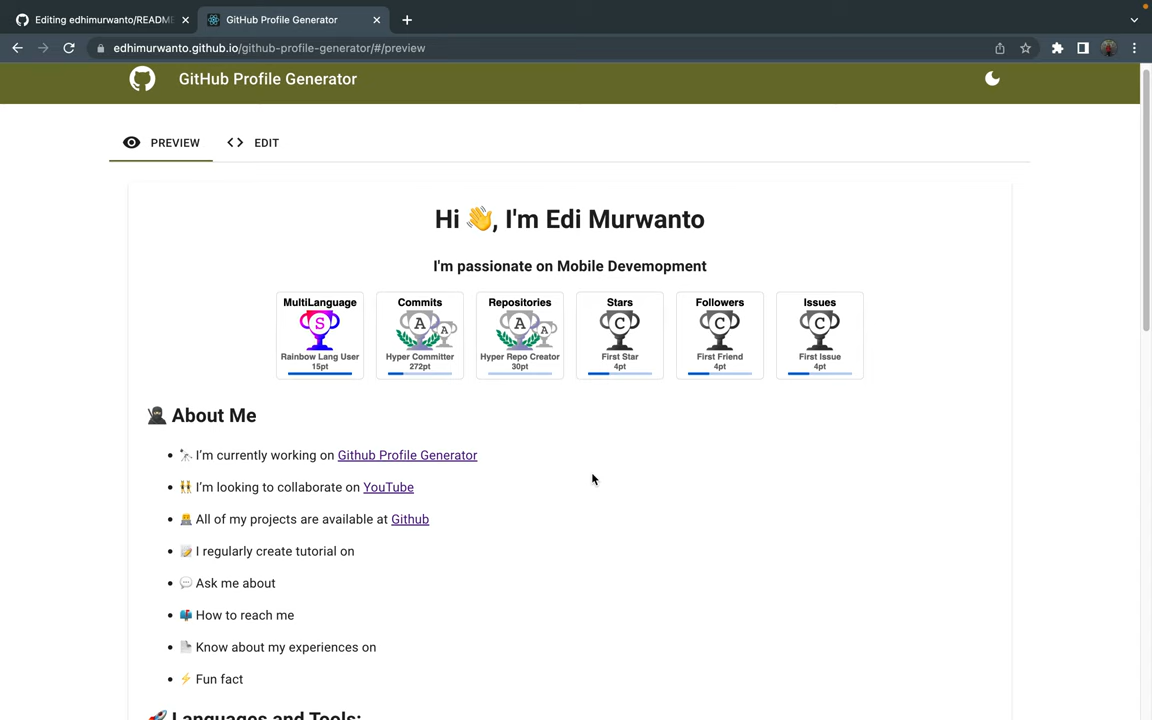 Editing edhimurwanto/READM
GitHub Profile Generator
edhimurwanto.github.io/github-profile-generator/#/preview
GitHub Profile Generator
PREVIEW
EDIT
Hi 👋, I'm Edi Murwanto
I'm passionate on Mobile Devemopment
MultiLanguage
S
Rainbow Lang User
15pt
Commits
A
A
Hyper Committer
272pt
Repositories
A
A
Hyper Repo Creator
30pt
Stars
C
First Star
4pt
Followers
C
First Friend
4pt
Issues
C
First Issue
4pt
🥷 About Me
• 🔭 I'm currently working on Github Profile Generator
• 👯 I'm looking to collaborate on YouTube
• 👨‍💻 All of my projects are available at Github
• 📝 I regularly create tutorial on
• 💬 Ask me about
• 📫 How to reach me
• 📄 Know about my experiences on
• ⚡ Fun fact
🚀 Languages and Tools: